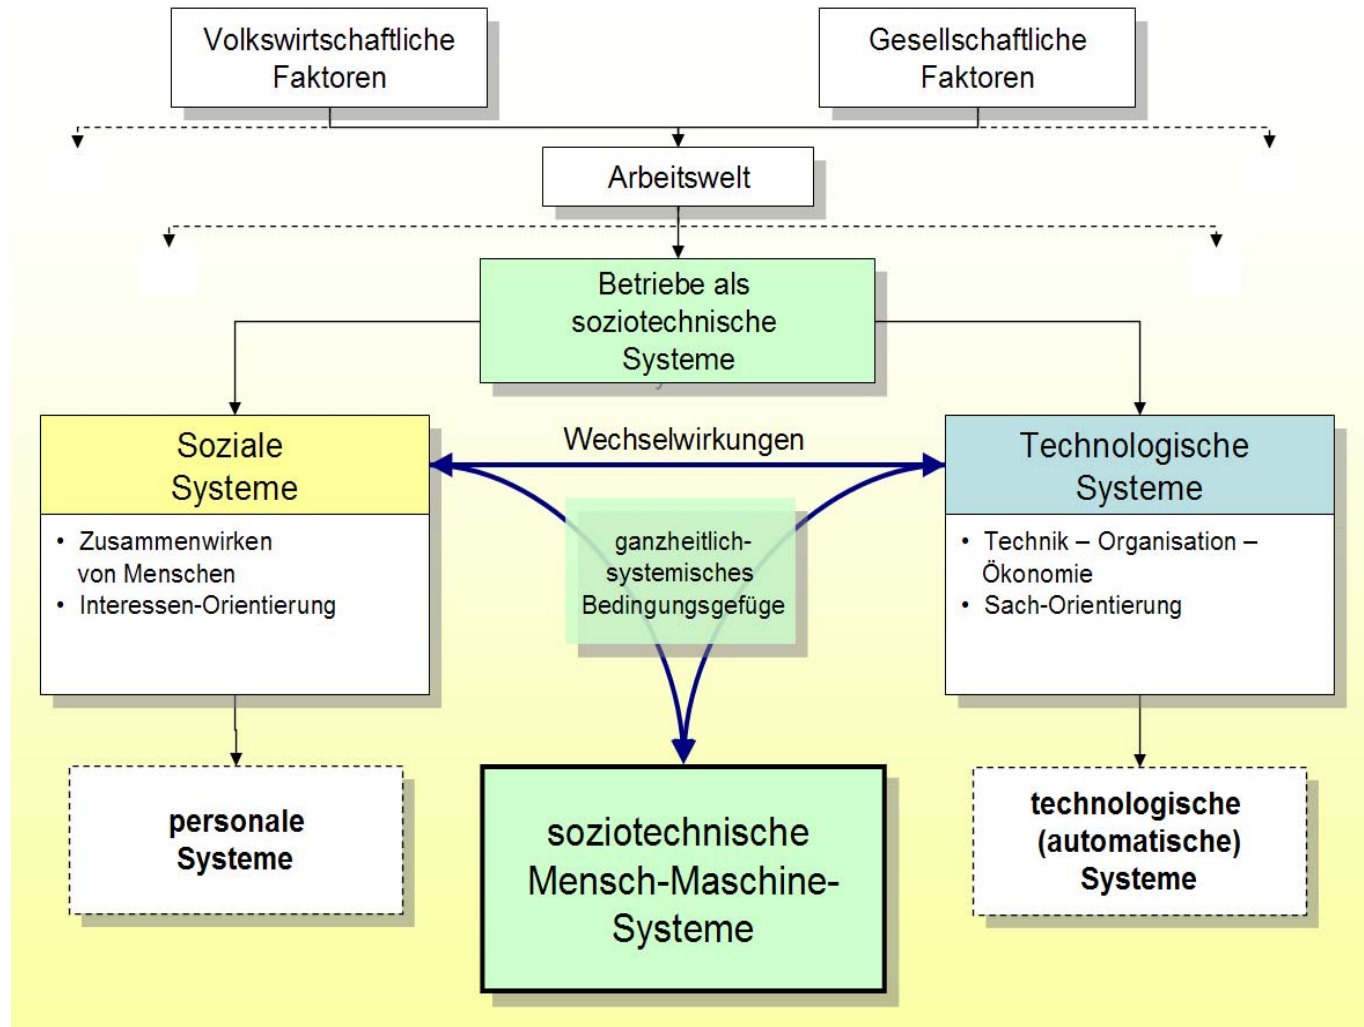 Volkswirtschaftliche
Faktoren
Gesellschaftliche
Faktoren
Arbeitswelt
Betriebe als
soziotechnische
Systeme
Soziale
Systeme
• Zusammenwirken
von Menschen
• Interessen-Orientierung
Wechselwirkungen
ganzheitlich-
systemisches
Bedingungsgefüge
Technologische
Systeme
• Technik – Organisation –
Ökonomie
• Sach-Orientierung
personale
Systeme
soziotechnische
Mensch-Maschine-
Systeme
technologische
(automatische)
Systeme